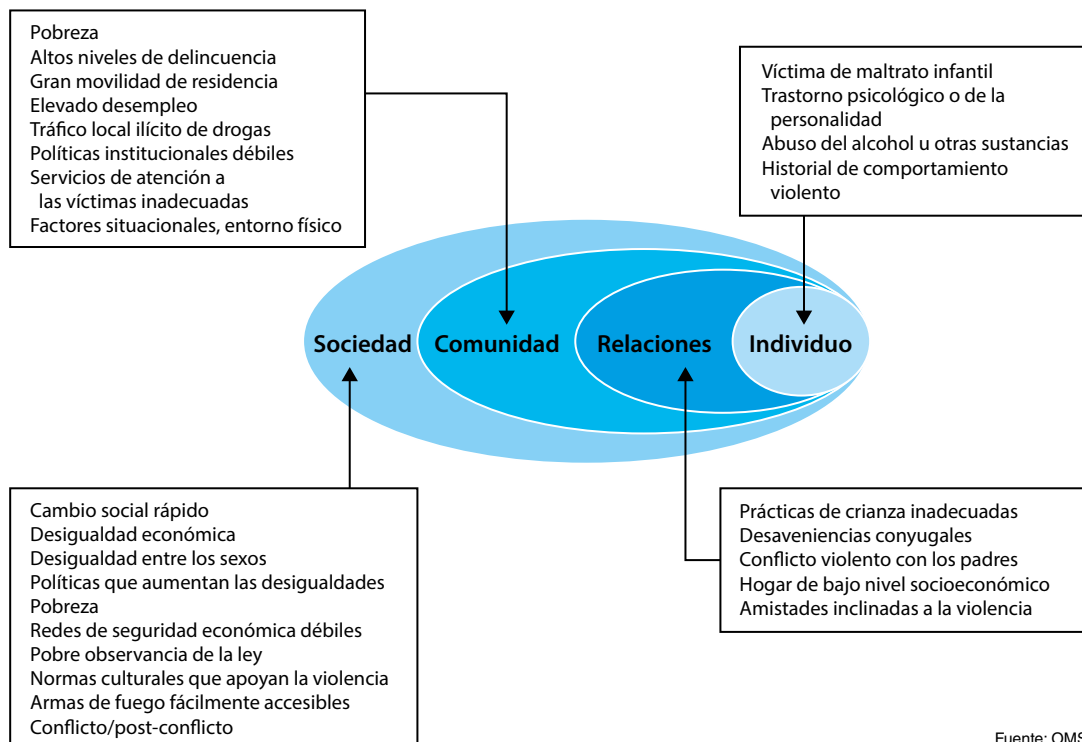 Pobreza
Altos niveles de delincuencia
Gran movilidad de residencia
Elevado desempleo
Tráfico local ilícito de drogas
Políticas institucionales débiles
Servicios de atención a
las víctimas inadecuadas
Factores situacionales, entorno físico
Víctima de maltrato infantil
Trastorno psicológico o de la
personalidad
Abuso del alcohol u otras sustancias
Historial de comportamiento
violento
Sociedad Comunidad Relaciones Individuo
Cambio social rápido
Desigualdad económica
Desigualdad entre los sexos
Políticas que aumentan las desigualdades
Pobreza
Redes de seguridad económica débiles
Pobre observancia de la ley
Normas culturales que apoyan la violencia
Armas de fuego fácilmente accesibles
Conflicto/post-conflicto
Prácticas de crianza inadecuadas
Desaveniencias conyugales
Conflicto violento con los padres
Hogar de bajo nivel socioeconómico
Amistades inclinadas a la violencia
Fuente: OMS